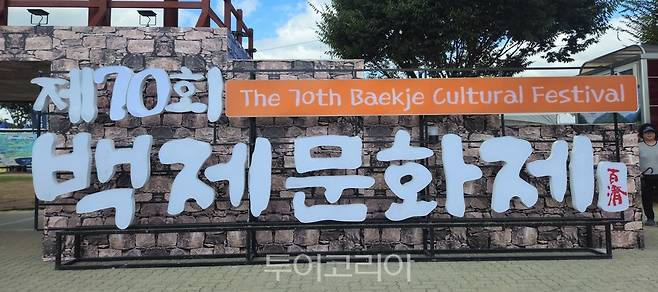 제70회
The 70th Baekje Cultural Festival
백제문화제
百濟
투어코리아